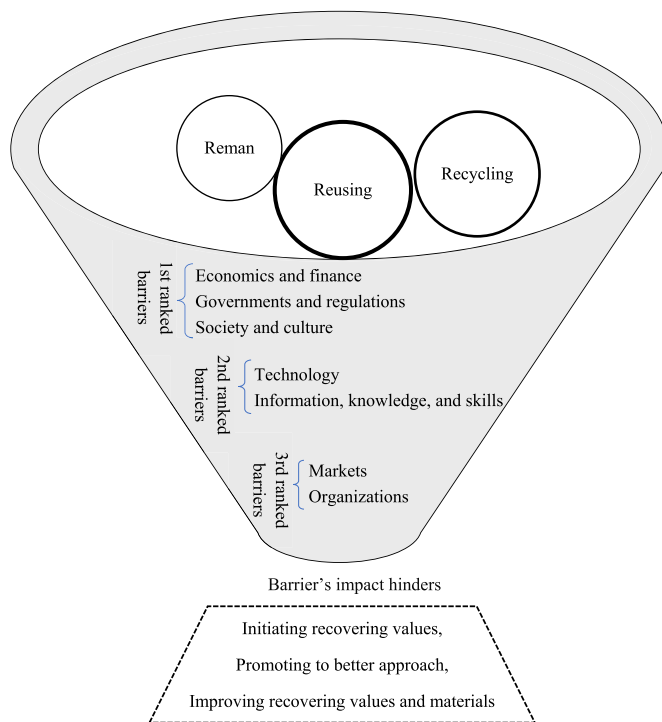 Reman
Reusing
Recycling
1st ranked
barriers
Economics and finance
Governments and regulations
Society and culture
2nd ranked
barriers
Technology
Information, knowledge, and skills
3rd ranked
barriers
Markets
Organizations
Barrier’s impact hinders
Initiating recovering values,
Promoting to better approach,
Improving recovering values and materials